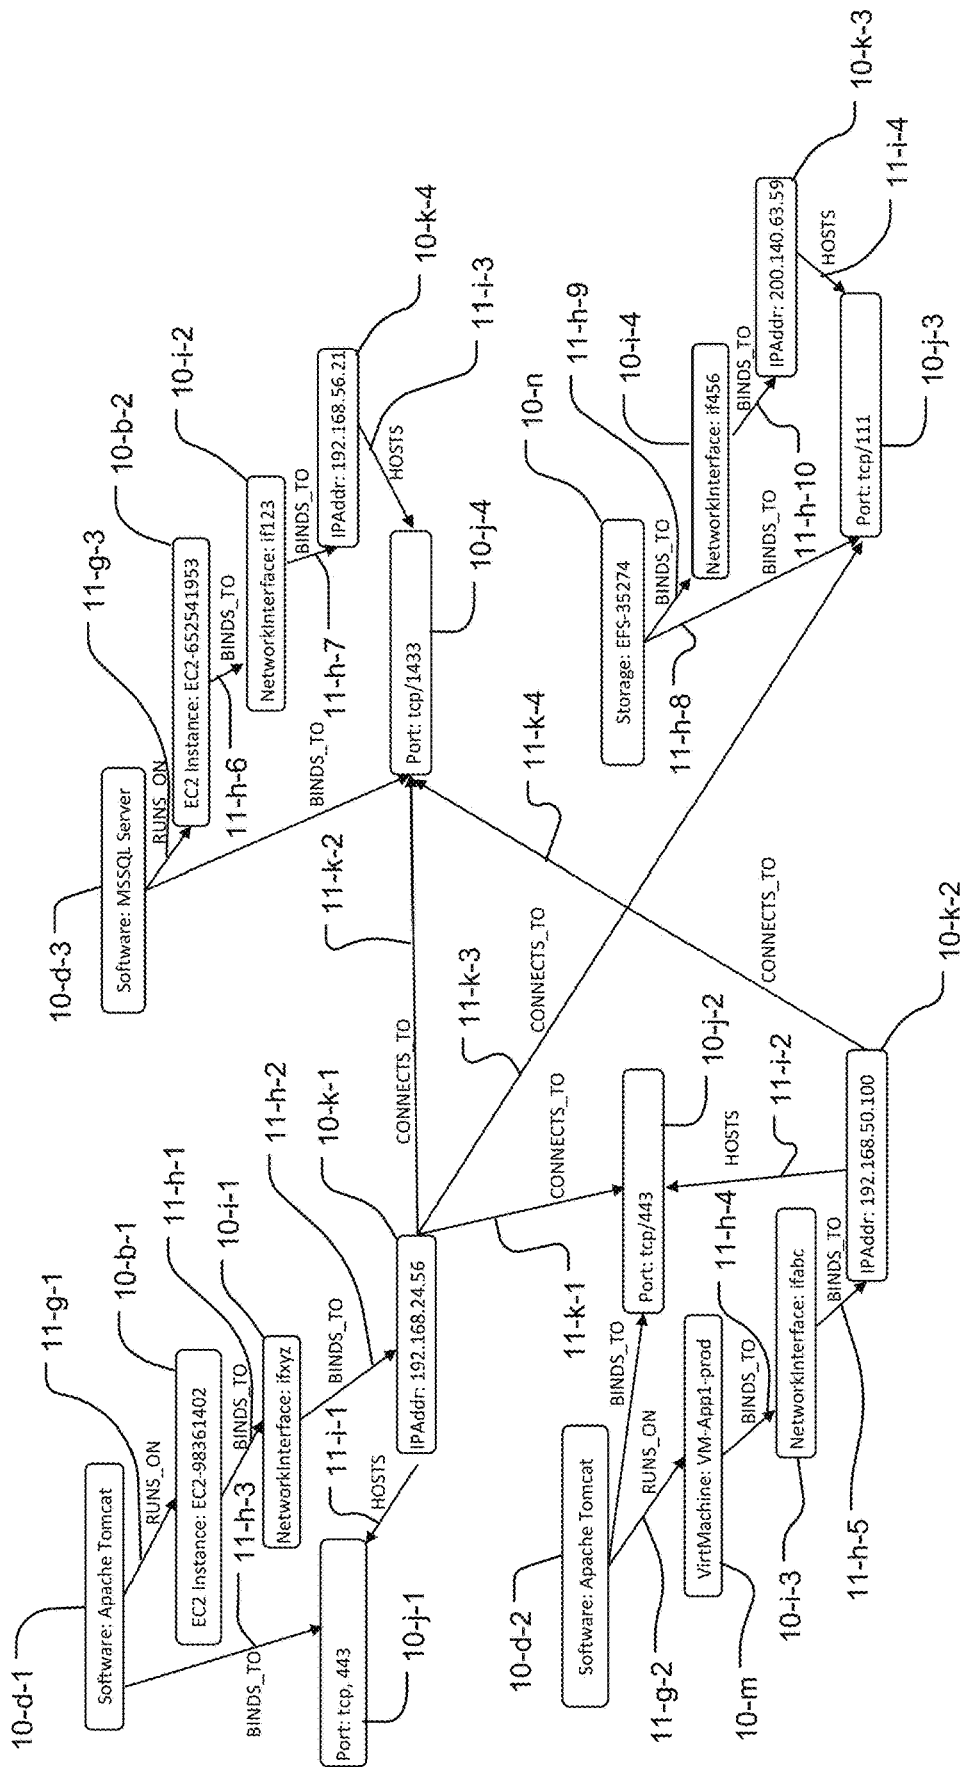 10-d-1
Software: Apache Tomcat
11-g-1
RUNS_ON
10-b-1
EC2 Instance: EC2-98361402
11-h-1
BINDS_TO
10-i-1
NetworkInterface: ifxyz
11-h-2
BINDS_TO
10-k-1
IPAddr: 192.168.24.56
11-h-3
BINDS_TO
11-i-1
HOSTS
Port: tcp, 443
10-j-1
10-d-3
Software: MSSQL Server
11-g-3
RUNS_ON
10-b-2
EC2 Instance: EC2-652541953
11-h-6
BINDS_TO
10-i-2
NetworkInterface: if123
11-h-7
BINDS_TO
10-k-4
IPAddr: 192.168.56.21
11-i-3
HOSTS
BINDS_TO
Port: tcp/1433
10-j-4
11-k-2
CONNECTS_TO
11-k-3
CONNECTS_TO
11-k-4
CONNECTS_TO
11-k-1
CONNECTS_TO
10-d-2
Software: Apache Tomcat
BINDS_TO
11-g-2
RUNS_ON
10-m
VirtMachine: VM-App1-prod
11-h-4
BINDS_TO
10-i-3
NetworkInterface: ifabc
11-h-5
BINDS_TO
Port: tcp/443
10-j-2
HOSTS
11-i-2
IPAddr: 192.168.50.100
10-k-2
10-n
Storage: EFS-35274
11-h-9
BINDS_TO
10-i-4
NetworkInterface: if456
11-h-8
BINDS_TO
11-h-10
BINDS_TO
IPAddr: 200.140.63.59
10-k-3
HOSTS
11-i-4
Port: tcp/111
10-j-3